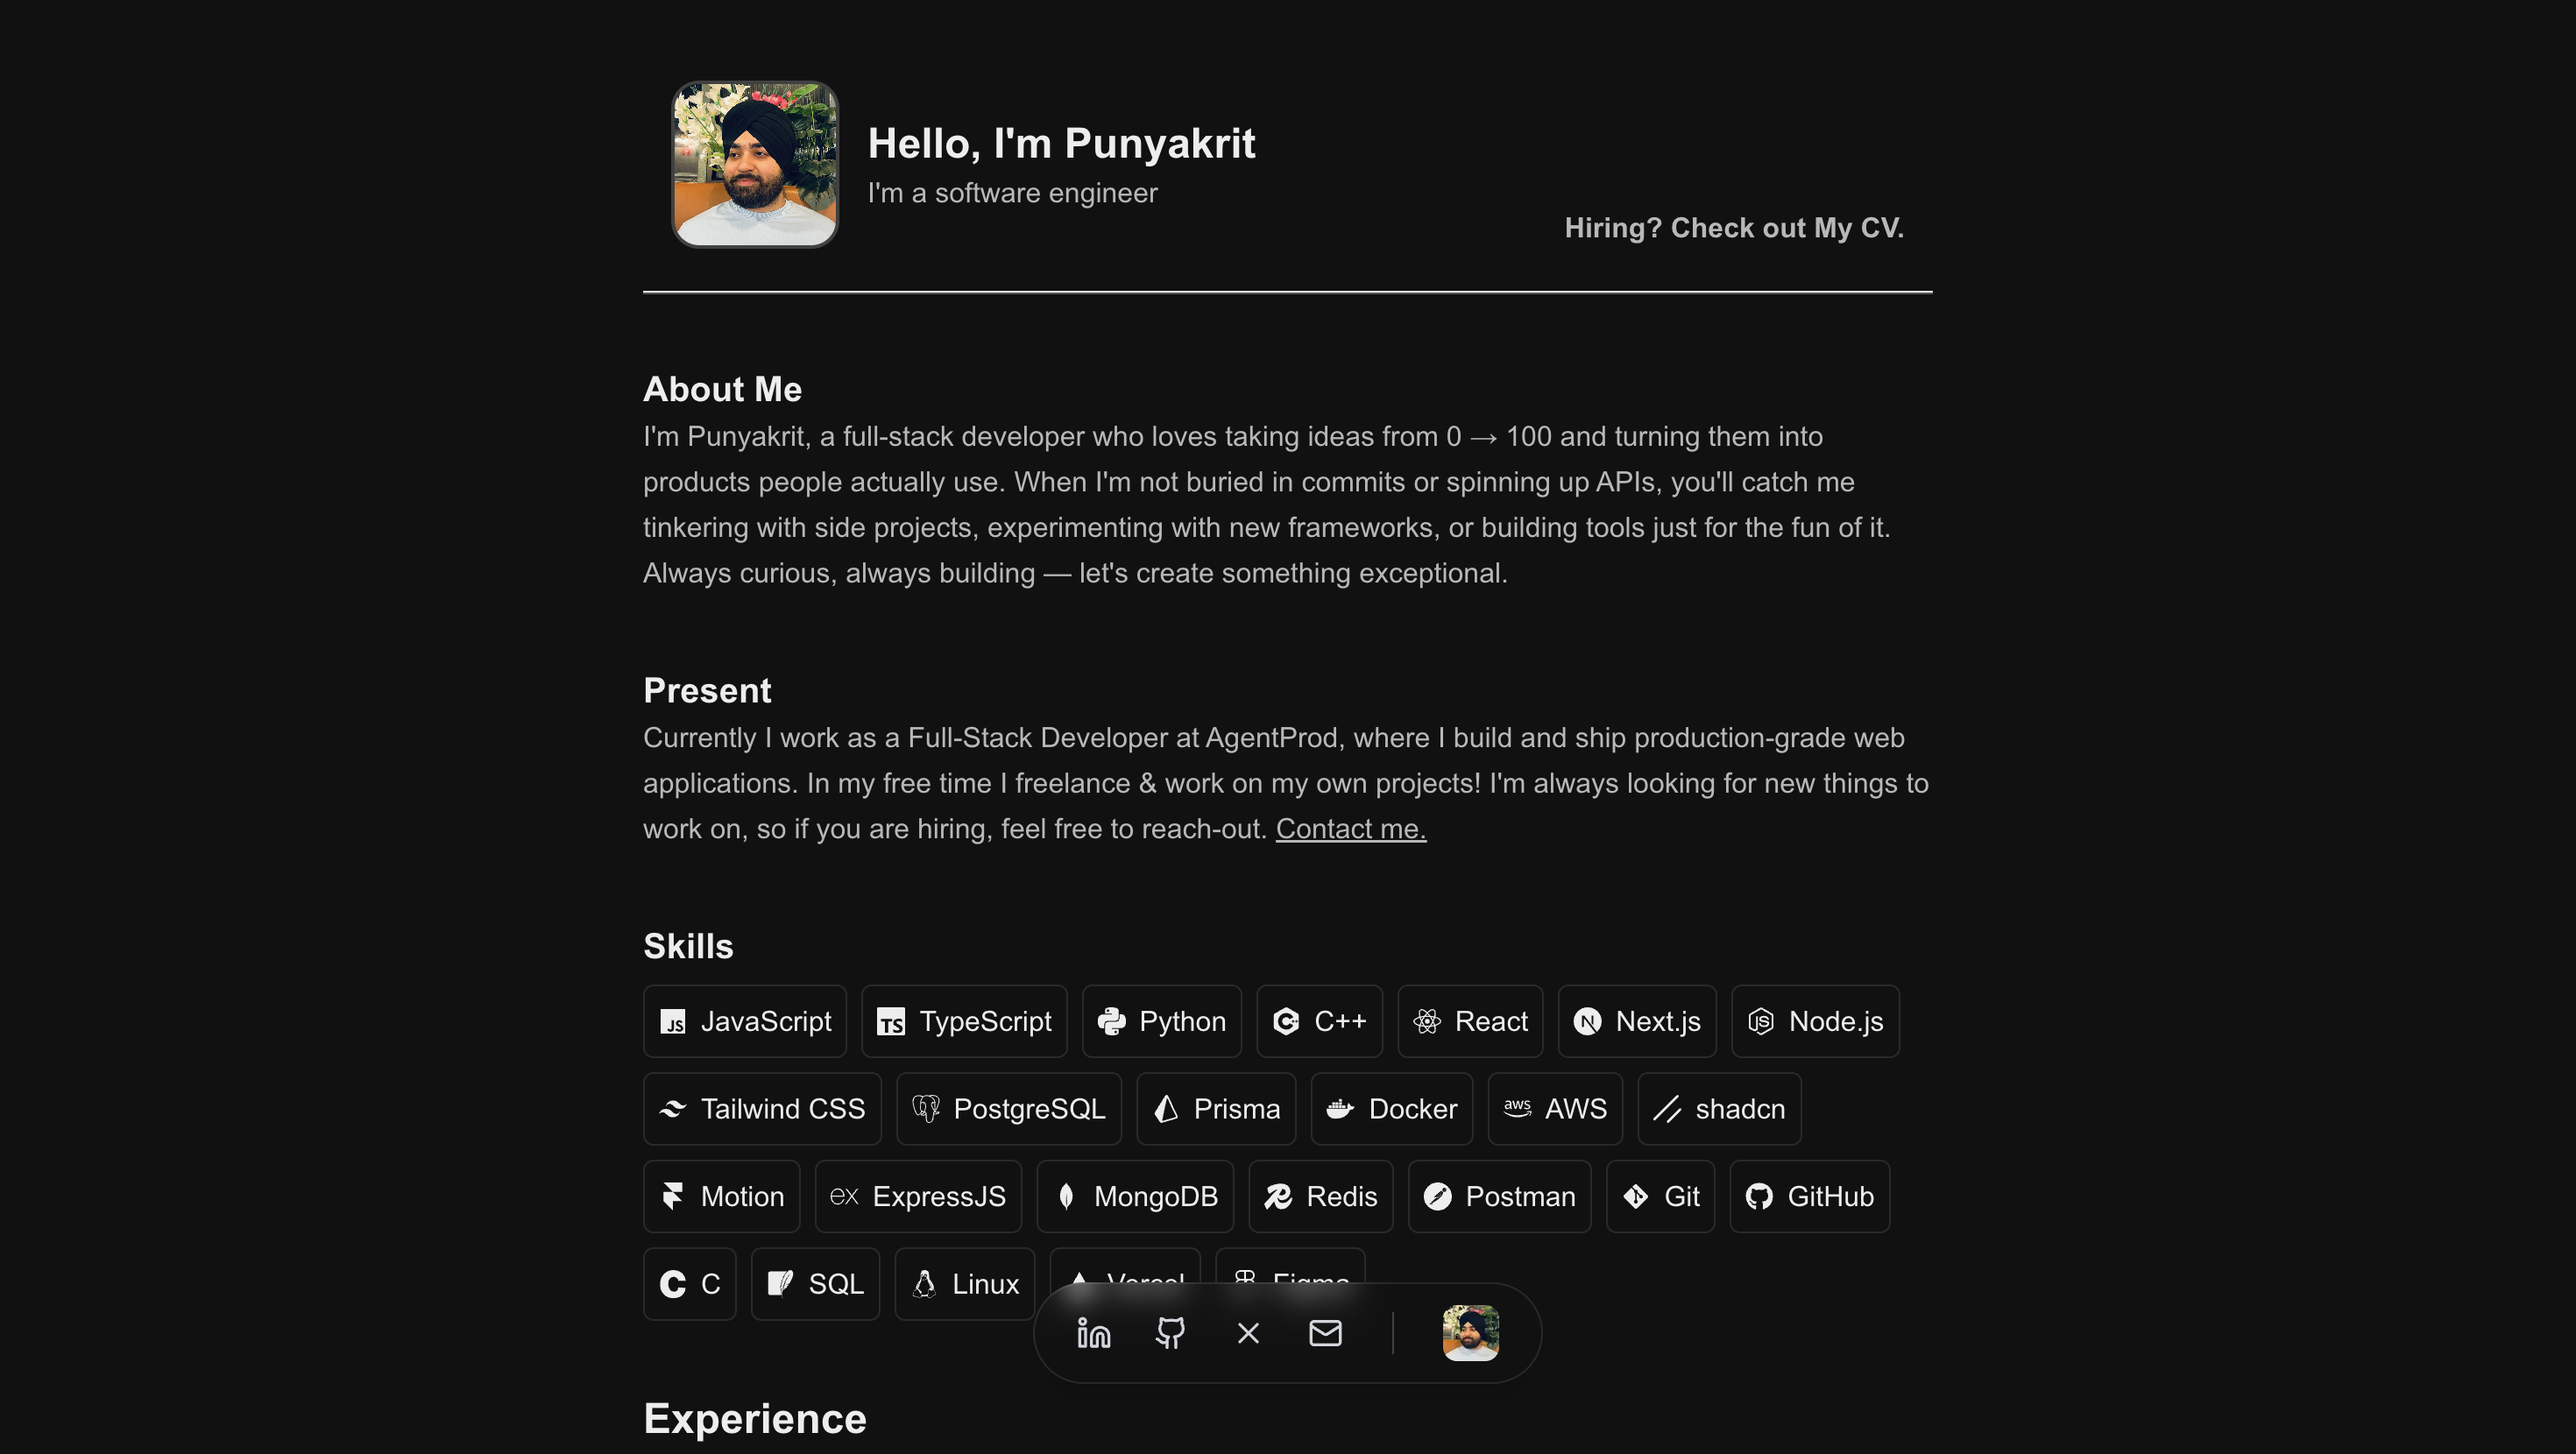 Hello, I'm Punyakrit
I'm a software engineer
Hiring? Check out My CV.
About Me
I'm Punyakrit, a full-stack developer who loves taking ideas from 0 → 100 and turning them into
products people actually use. When I'm not buried in commits or spinning up APIs, you'll catch me
tinkering with side projects, experimenting with new frameworks, or building tools just for the fun of it.
Always curious, always building — let's create something exceptional.
Present
Currently I work as a Full-Stack Developer at AgentProd, where I build and ship production-grade web
applications. In my free time I freelance & work on my own projects! I'm always looking for new things to
work on, so if you are hiring, feel free to reach-out. Contact me.
Skills
JS JavaScript TS TypeScript Python C++ React N Next.js JS Node.js
Tailwind CSS PostgreSQL Prisma Docker aws AWS shadcn
Motion ex ExpressJS MongoDB Redis Postman Git GitHub
C C SQL Linux Vercel Figma
in
Experience